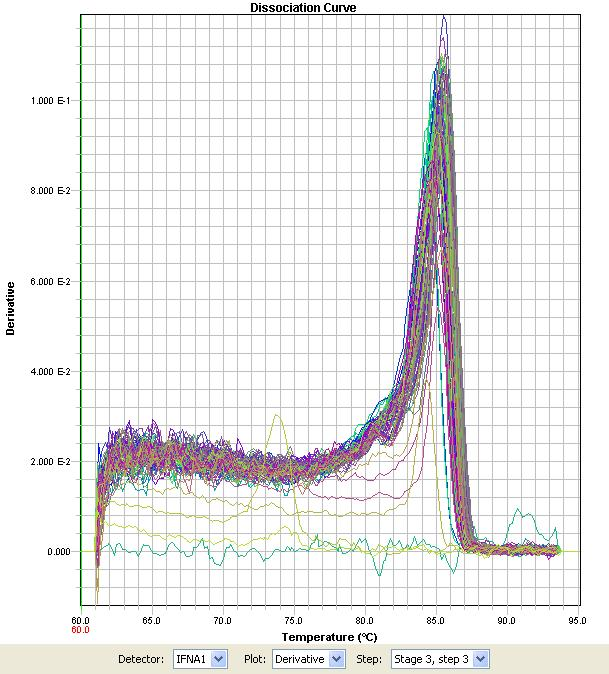 Dissociation Curve
1.000 E-1
8.000 E-2
6.000 E-2
4.000 E-2
2.000 E-2
0.000
Derivative
60.0 65.0 70.0 75.0 80.0 85.0 90.0 95.0
60.0
Temperature (°C)
Detector: IFNA1 Plot: Derivative Step: Stage 3, step 3